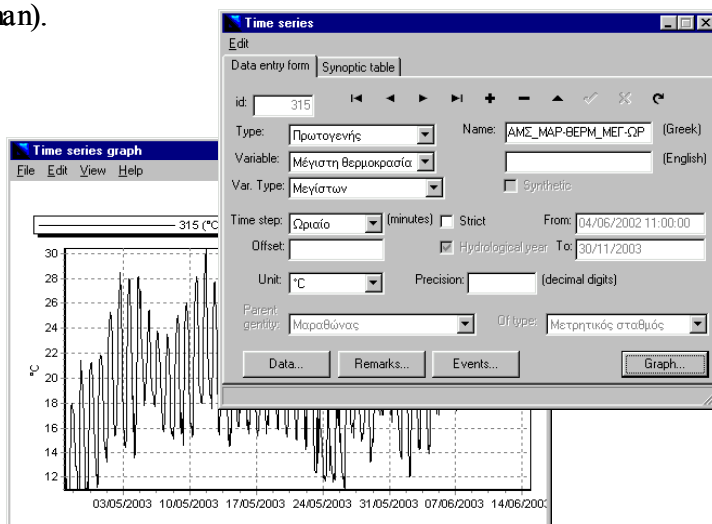 an).
Time series
Edit
Data entry form Synoptic table
id: 315
Type: Πρωτογενής Name: ΑΜΣ_ΜΑΡ-ΘΕΡΜ_ΜΕΓ-ΩΡ (Greek)
Variable: Μέγιστη θερμοκρασία (English)
Var. Type: Μεγίστων Synthetic
Time step: Ωριαίο (minutes) Strict From: 04/06/2002 11:00:00
Offset: Hydrological year To: 30/11/2003
Unit: °C Precision: (decimal digits)
Parent gentity: Μαραθώνας Of type: Μετρητικός σταθμός
Data... Remarks... Events... Graph...
Time series graph
File Edit View Help
315 (°C
30
28
26
24
22
20
18
16
14
12
°C
03/05/2003 10/05/2003 17/05/2003 24/05/2003 31/05/2003 07/06/2003 14/06/2003